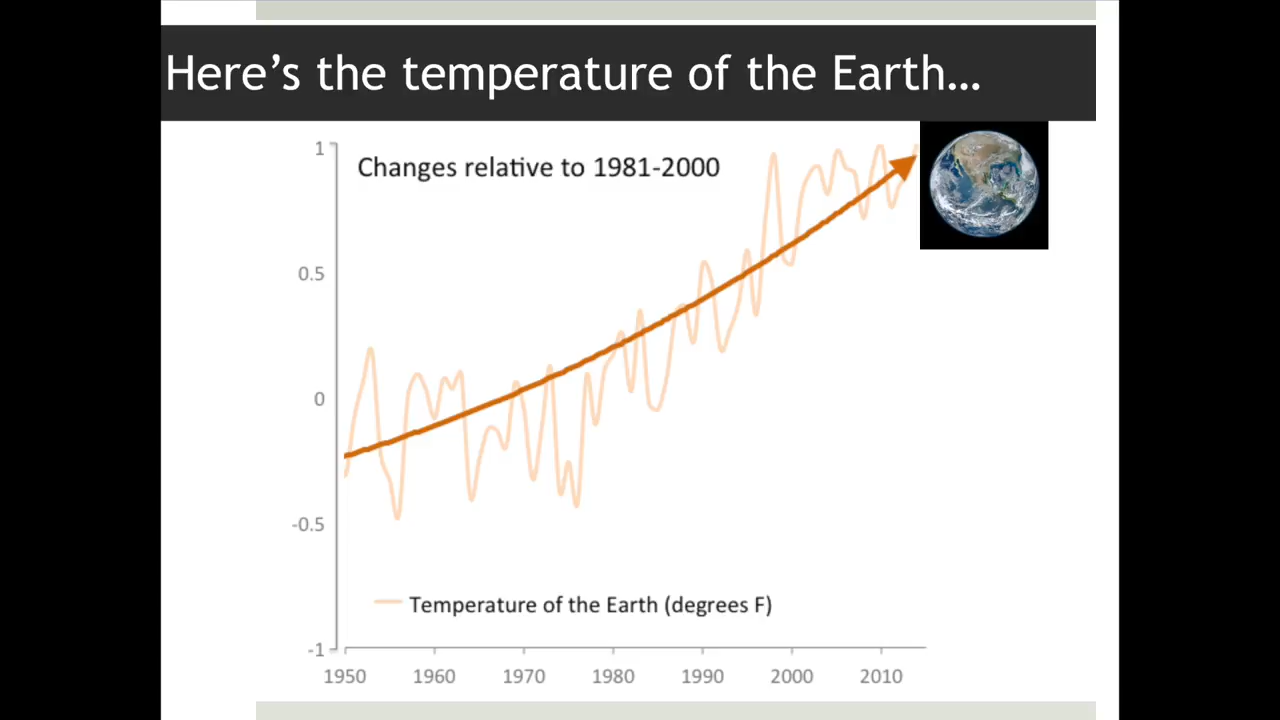 Here's the temperature of the Earth…
Changes relative to 1981-2000
1
0.5
0
-0.5
-1
Temperature of the Earth (degrees F)
1950 1960 1970 1980 1990 2000 2010